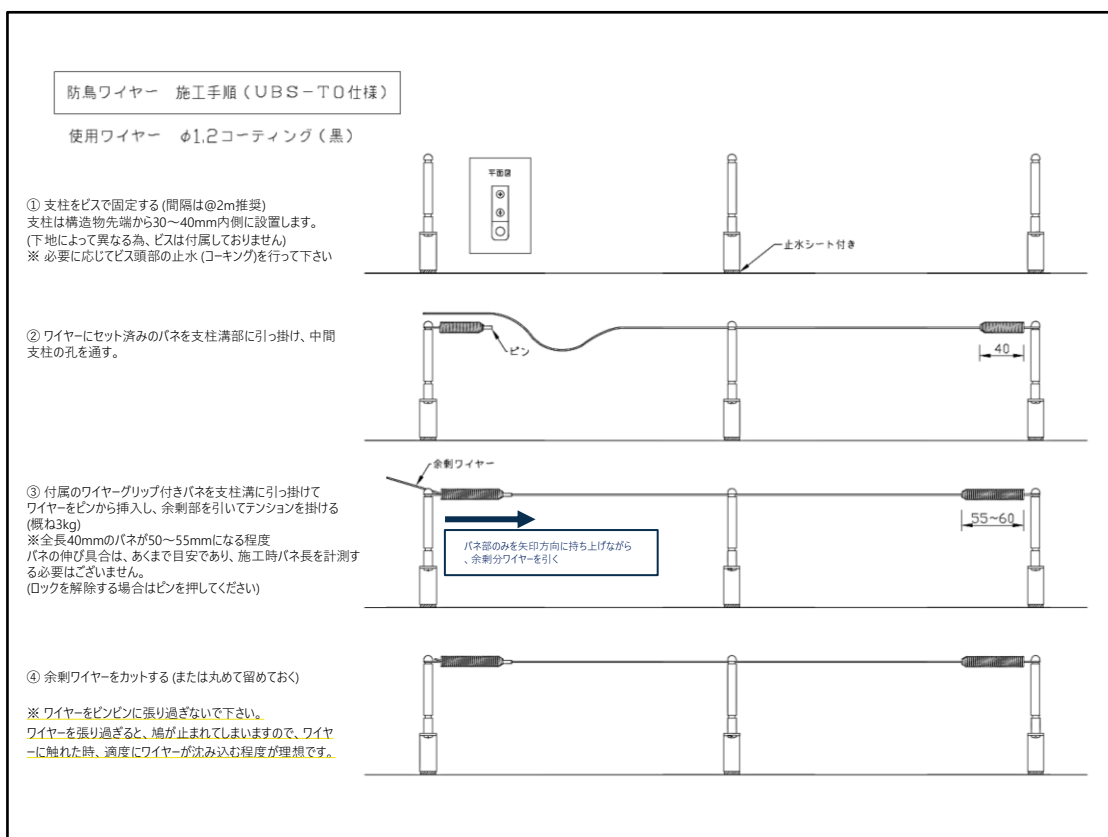 防鳥ワイヤー 施工手順(UBS-T0仕様)
使用ワイヤー φ1.2コーティング(黒)
① 支柱をビスで固定する (間隔は@2m推奨)
支柱は構造物先端から30～40mm内側に設置します。
(下地によって異なる為、ビスは付属しておりません)
※ 必要に応じてビス頭部の止水 (コーキング)を行って下さい
平面図
止水シート付き
② ワイヤーにセット済みのバネを支柱溝部に引っ掛け、中間
支柱の孔を通す。
ピン
40
③ 付属のワイヤーグリップ付きバネを支柱溝に引っ掛けて
ワイヤーをピンから挿入し、余剰部を引いてテンションを掛ける
(概ね3kg)
※全長40mmのバネが50～55mmになる程度
バネの伸び具合は、あくまで目安であり、施工時バネ長を計測す
る必要はございません。
(ロックを解除する場合はピンを押してください)
余剰ワイヤー
バネ部のみを矢印方向に持ち上げながら
、余剰分ワイヤーを引く
55~60
④ 余剰ワイヤーをカットする (または丸めて留めておく)
※ ワイヤーをピンピンに張り過ぎないで下さい。
ワイヤーを張り過ぎると、鳩が止まれてしまいますので、ワイヤ
ーに触れた時、適度にワイヤーが沈み込む程度が理想です。